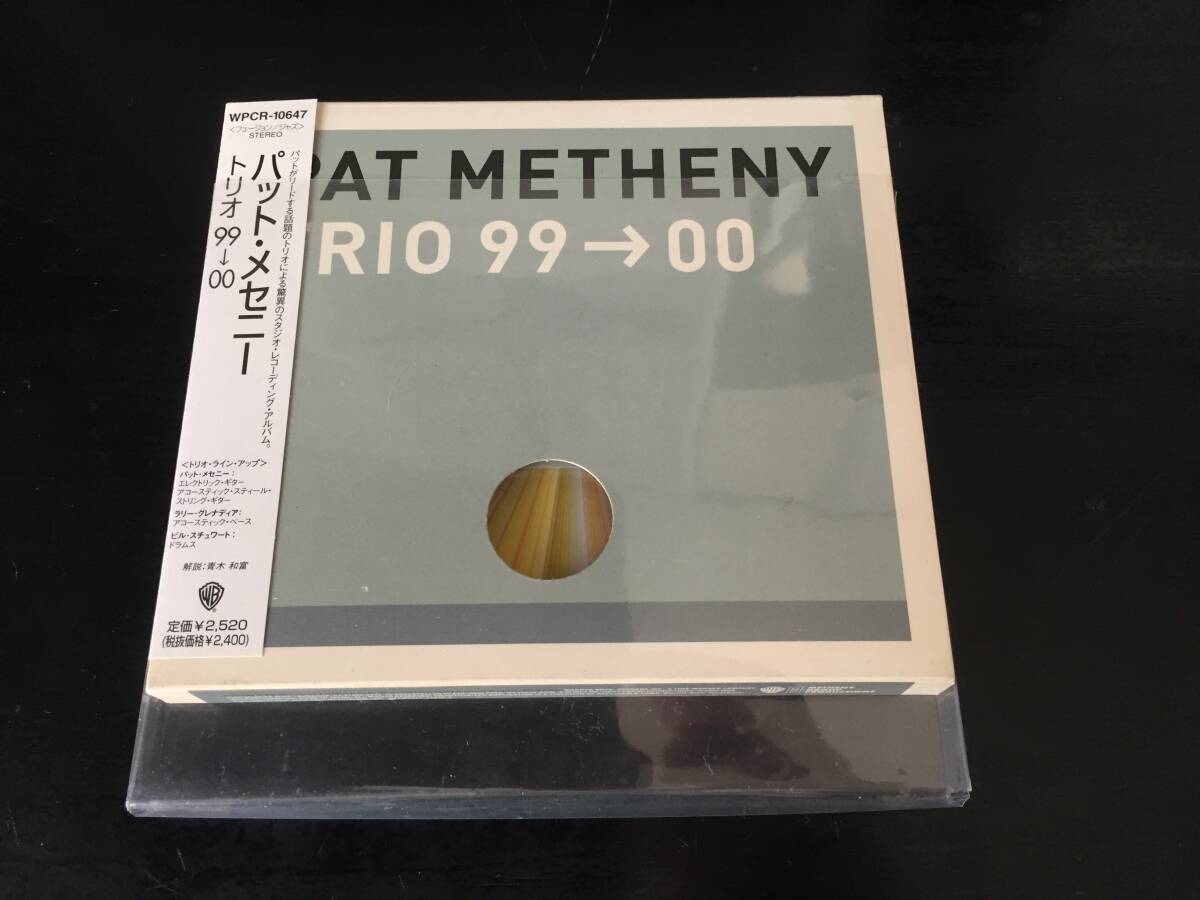 WPCR-10647
<フュージョン/ジャズ>
STEREO
パットがリードする話題のトリオによる驚異のスタジオ・レコーディング・アルバム。
パット・メセニー
トリオ 99→00
<トリオ・ライン・アップ>
パット・メセニー:
エレクトリック・ギター
アコースティック・スティール・
ストリング・ギター
ラリー・グレナディア:
アコースティック・ベース
ビル・スチュワート:
ドラムス
解説:青木 和富
WB
定価¥2,520
(税抜価格¥2,400)
PAT METHENY
TRIO 99→00